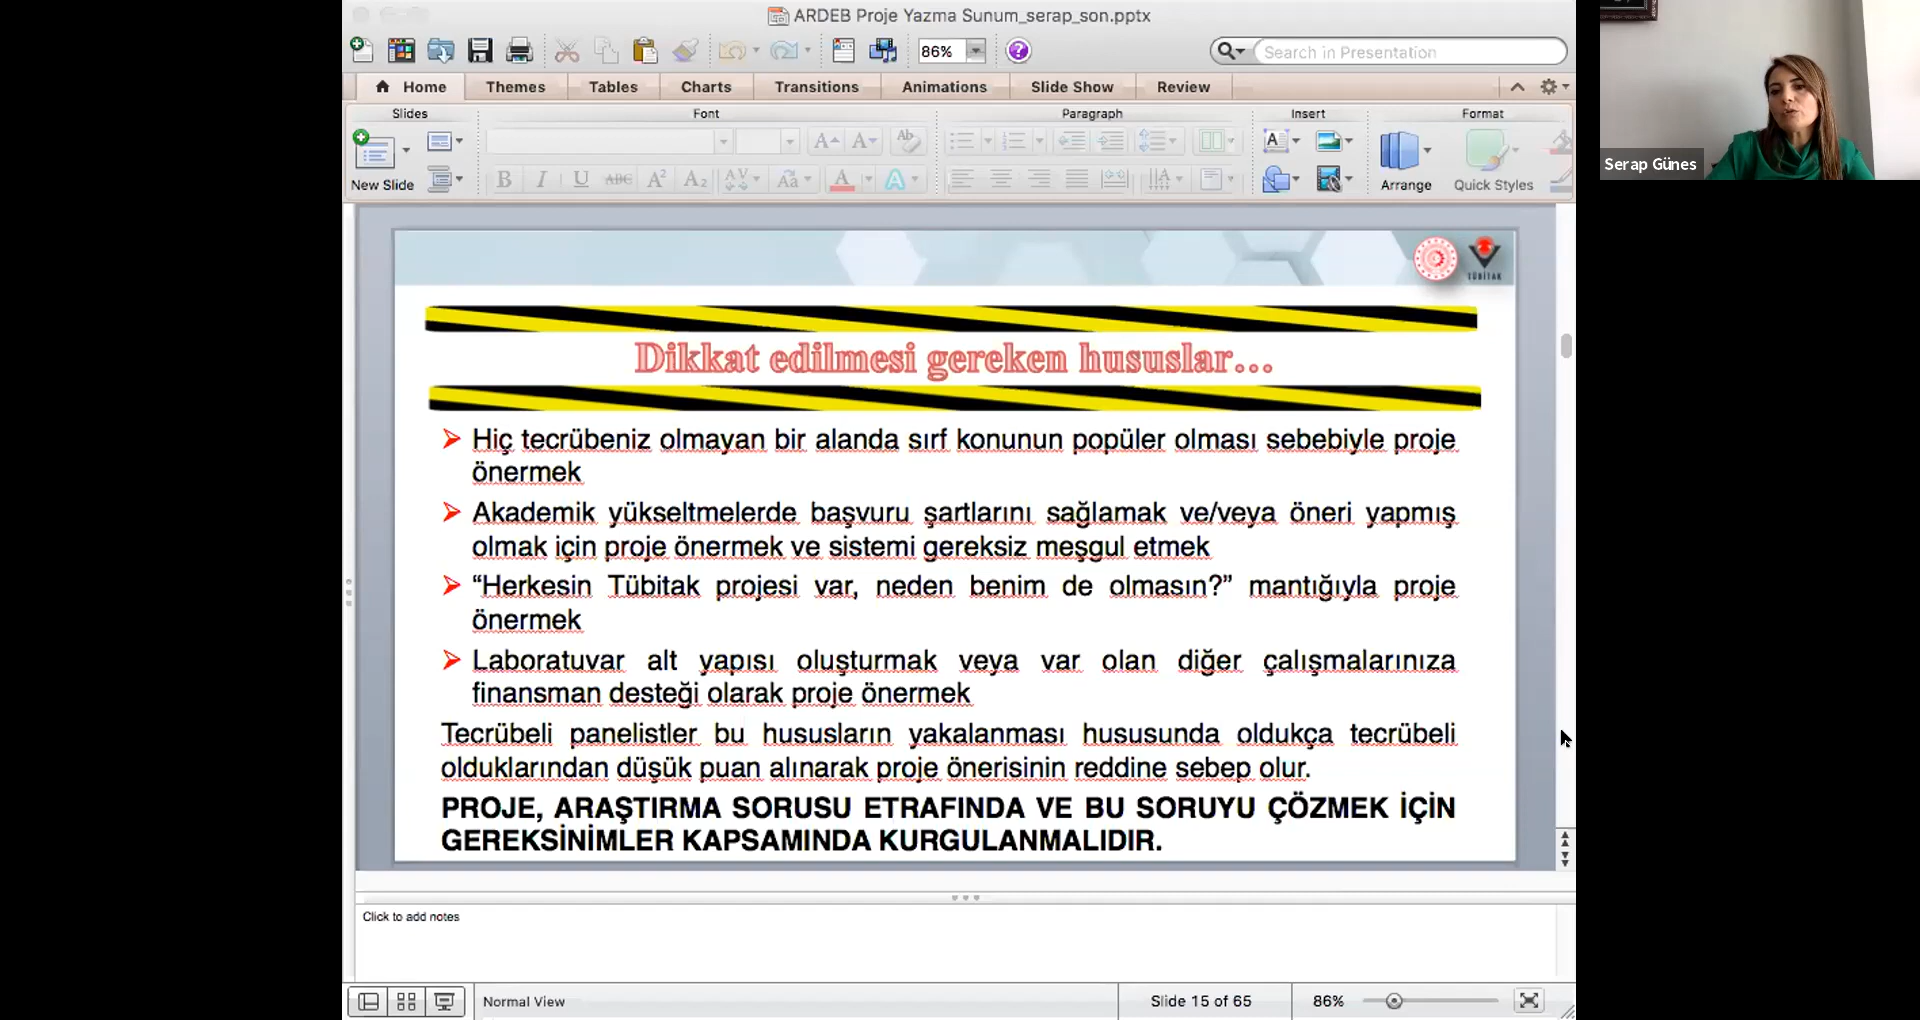 ARDEB Proje Yazma Sunum_serap_son.pptx
86%
Search in Presentation
Home Themes Tables Charts Transitions Animations Slide Show Review
Slides Font Paragraph Insert Format
New Slide
Arrange
Quick Styles
Serap Günes
TÜBİTAK
Dikkat edilmesi gereken hususlar...
Hiç tecrübeniz olmayan bir alanda sırf konunun popüler olması sebebiyle proje
önermek
Akademik yükseltmelerde başvuru şartlarını sağlamak ve/veya öneri yapmış
olmak için proje önermek ve sistemi gereksiz meşgul etmek
“Herkesin Tübitak projesi var, neden benim de olmasın?” mantığıyla proje
önermek
Laboratuvar alt yapısı oluşturmak veya var olan diğer çalışmalarınıza
finansman desteği olarak proje önermek
Tecrübeli panelistler bu hususların yakalanması hususunda oldukça tecrübeli
olduklarından düşük puan alınarak proje önerisinin reddine sebep olur.
PROJE, ARAŞTIRMA SORUSU ETRAFINDA VE BU SORUYU ÇÖZMEK İÇİN
GEREKSİNİMLER KAPSAMINDA KURGULANMALIDIR.
Click to add notes
Normal View
Slide 15 of 65
86%